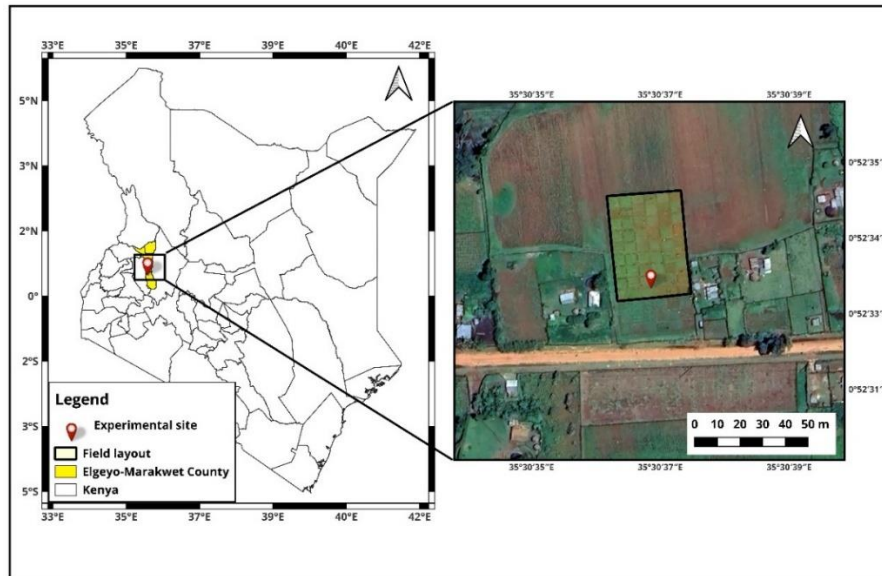 33°E 35°E 37°E 38°E 40°E 42°E
5°N
3°N
2°N
0°
2°S
3°S
5°S
33°E 35°E 37°E 38°E 40°E 42°E
Legend
Experimental site
Field layout
Elgeyo-Marakwet County
Kenya
35°30'35"E 35°30'37"E 35°30'39"E
0°52'35"
0°52'34"
0°52'33"
0°52'31"
0 10 20 30 40 50 m
35°30'35"E 35°30'37"E 35°30'39"E